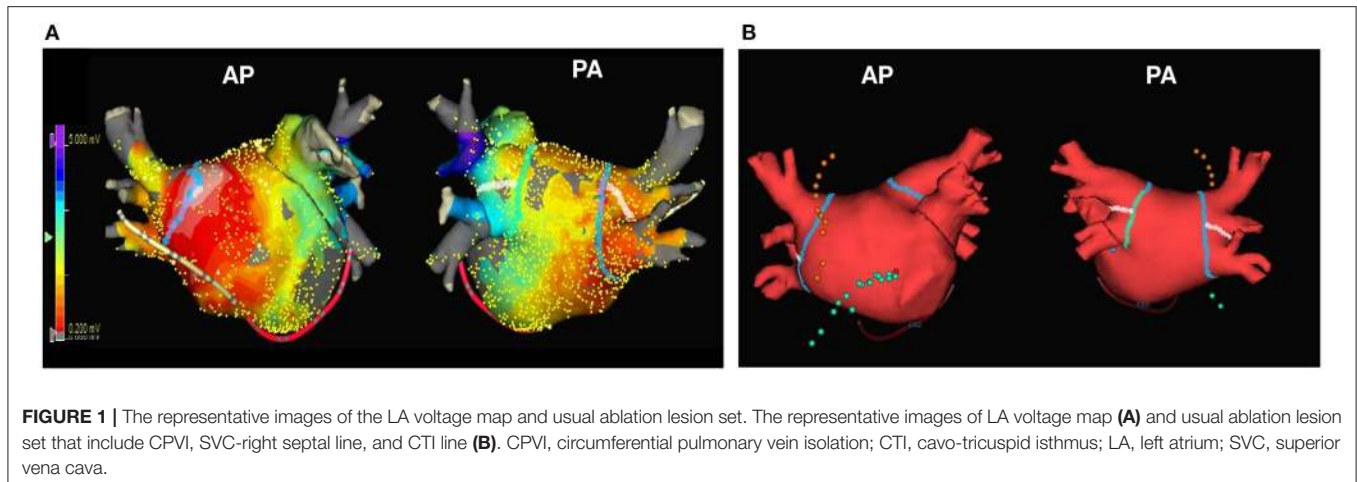 A
B
AP
PA
AP
PA
5.000 mV
0.200 mV
FIGURE 1 | The representative images of the LA voltage map and usual ablation lesion set. The representative images of LA voltage map (A) and usual ablation lesion
set that include CPVI, SVC-right septal line, and CTI line (B). CPVI, circumferential pulmonary vein isolation; CTI, cavo-tricuspid isthmus; LA, left atrium; SVC, superior
vena cava.